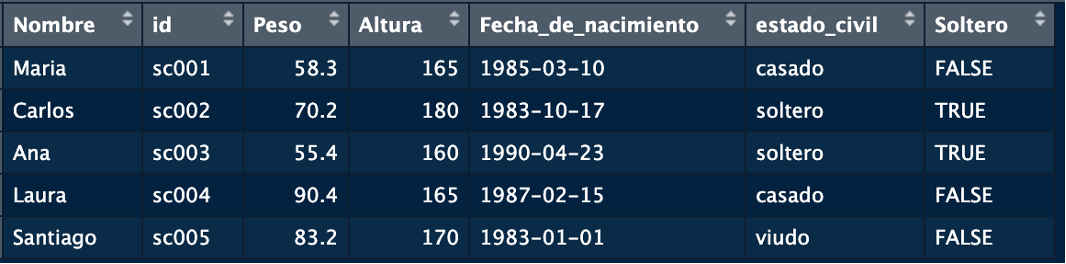 Nombre id Peso Altura Fecha_de_nacimiento estado_civil Soltero
Maria sc001 58.3 165 1985-03-10 casado FALSE
Carlos sc002 70.2 180 1983-10-17 soltero TRUE
Ana sc003 55.4 160 1990-04-23 soltero TRUE
Laura sc004 90.4 165 1987-02-15 casado FALSE
Santiago sc005 83.2 170 1983-01-01 viudo FALSE